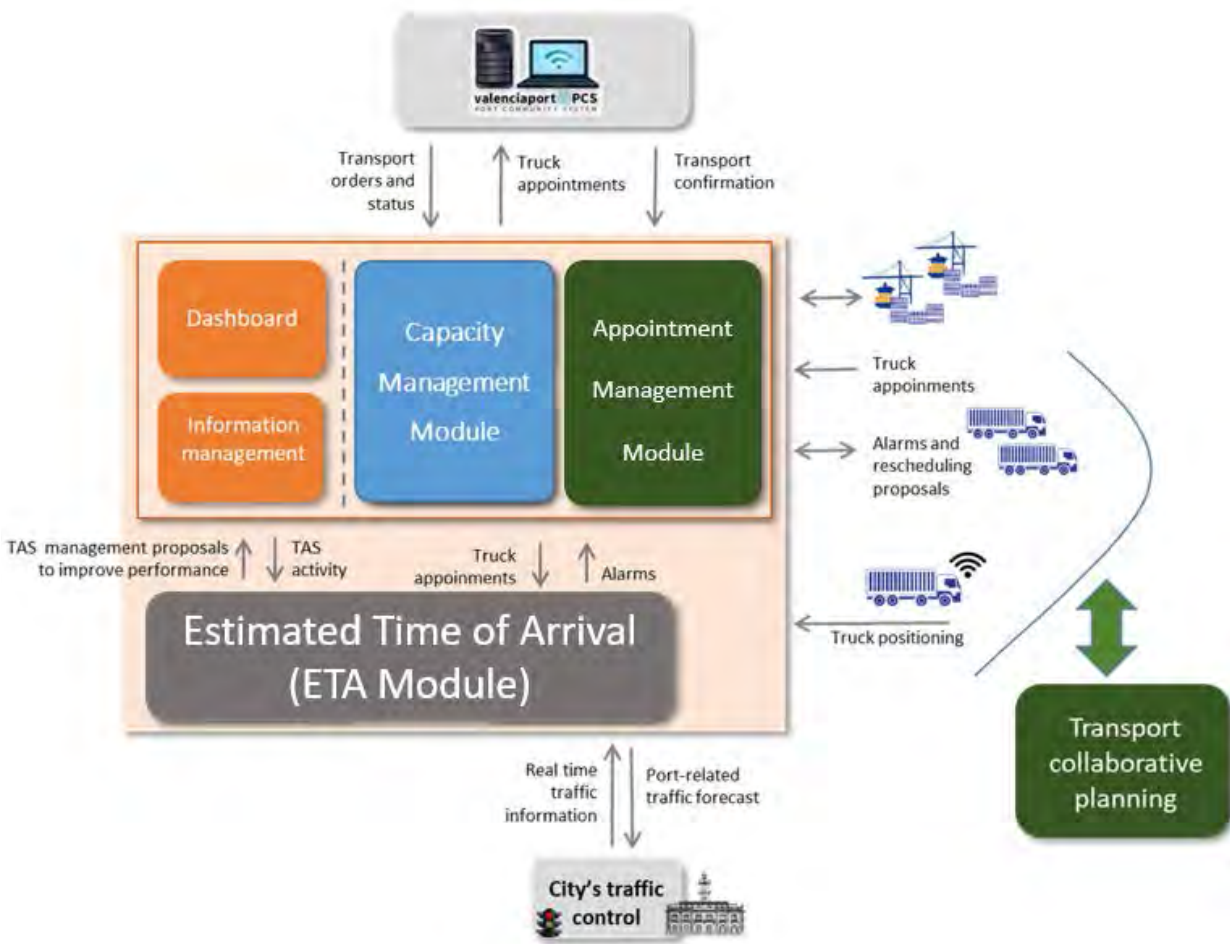 valenciaport PCS
PORT COMMUNITY SYSTEM
Transport
orders and
status
Truck
appointments
Transport
confirmation
Dashboard
Information
management
Capacity
Management
Module
Appointment
Management
Module
Truck
appoinments
Alarms and
rescheduling
proposals
TAS management proposals
to improve performance
TAS
activity
Truck
appoinments
Alarms
Truck positioning
Estimated Time of Arrival
(ETA Module)
Transport
collaborative
planning
Real time
traffic
information
Port-related
traffic forecast
City's traffic
control